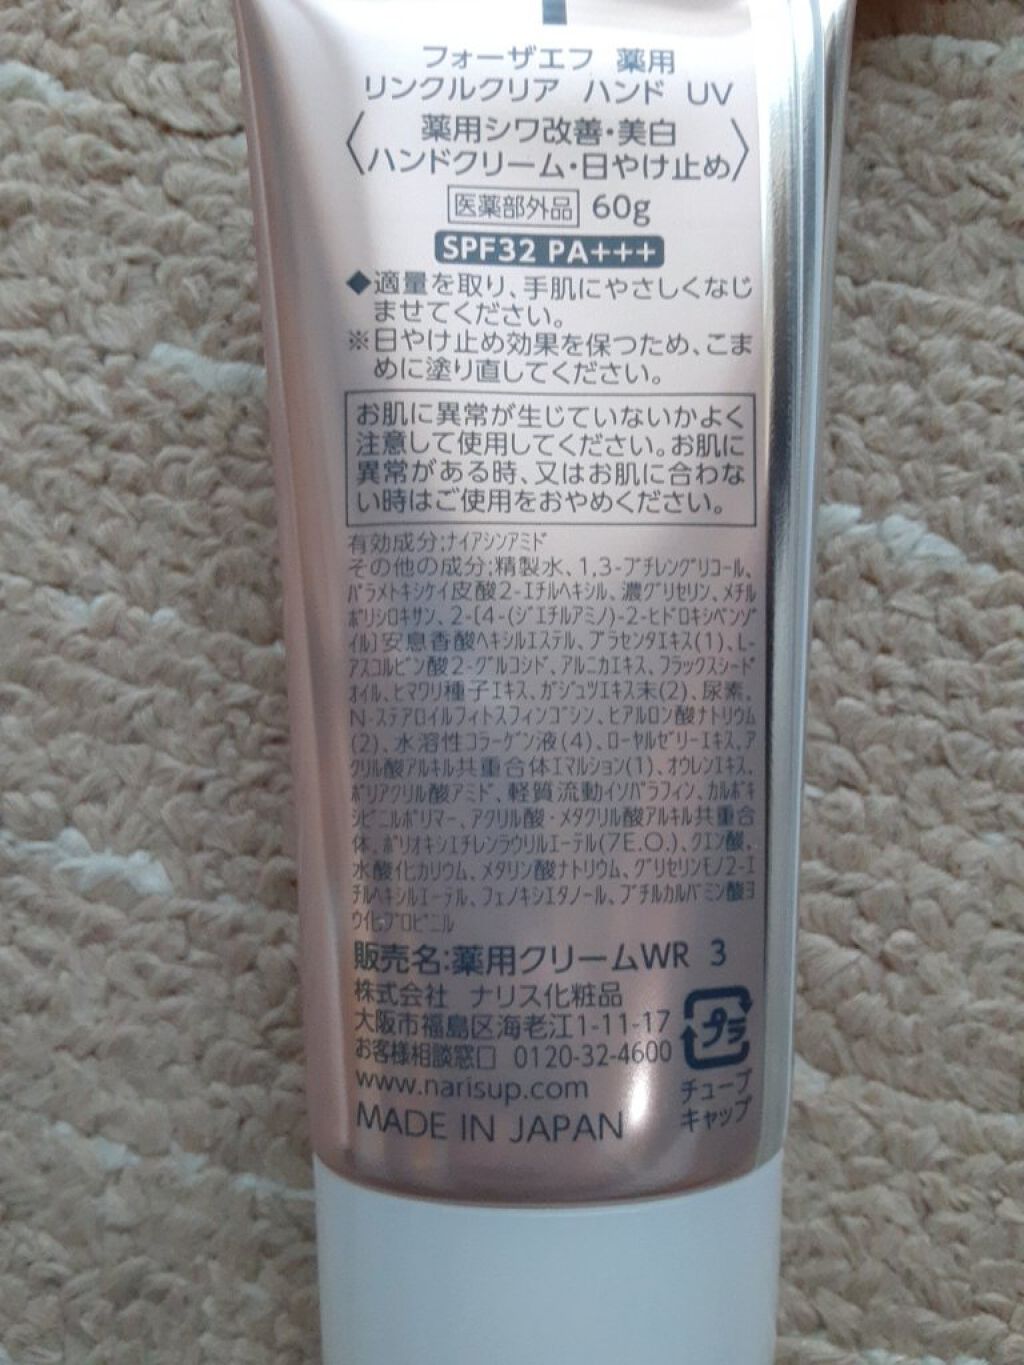 フォーザエフ 薬用
リンクルクリア ハンド UV
〈薬用シワ改善・美白
ハンドクリーム・日やけ止め〉
医薬部外品 60g
SPF32 PA+++
◆適量を取り、手肌にやさしくなじ
ませてください。
※日やけ止め効果を保つため、こま
めに塗り直してください。
お肌に異常が生じていないかよく
注意して使用してください。お肌に
異常がある時、又はお肌に合わな
い時はご使用をおやめください。
有効成分:ナイアシンアミド
その他の成分:精製水、1,3-ブチレングリコール、
パラメトキシケイ皮酸2-エチルヘキシル、濃グリセリン、メチル
ポリシロキサン、2-[4-(ジエチルアミノ)-2-ヒドロキシベンゾ
イル]安息香酸ヘキシルエステル、プラセンタエキス(1)、L-
アスコルビン酸2-グルコシド、アルニカエキス、フラックスシード
オイル、ヒマワリ種子エキス、ガジュツエキス末(2)、尿素、
N-ステアロイルフィトスフィンゴシン、ヒアルロン酸ナトリウム
(2)、水溶性コラーゲン液(4)、ローヤルゼリーエキス、ア
クリル酸アルキル共重合体エマルション(1)、オウレンエキス、
ポリアクリル酸アミド、軽質流動イソパラフィン、カルボキ
シビニルポリマー、アクリル酸・メタクリル酸アルキル共重合
体、ポリオキシエチレンラウリルエーテル(7E.O.)、クエン酸、
水酸化カリウム、メタリン酸ナトリウム、グリセリンモノ2-エ
チルヘキシルエーテル、フェノキシエタノール、ブチルカルバミン酸ヨ
ウ化プロピニル
販売名:薬用クリームWR 3
株式会社 ナリス化粧品
大阪市福島区海老江1-11-17
お客様相談窓口 0120-32-4600
www.narisup.com
MADE IN JAPAN
プラ
チューブ
キャップ